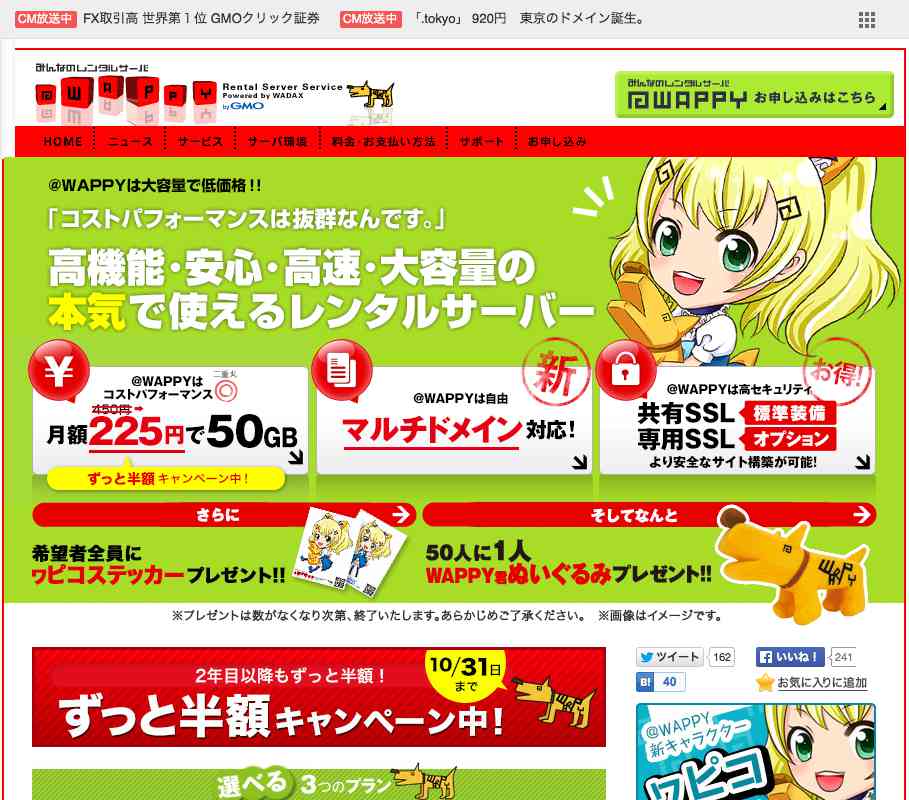 CM放送中 FX取引高 世界第1位 GMOクリック証券 CM放送中 「.tokyo」 920円 東京のドメイン誕生。
みんなのレンタルサーバ
@WAPPY
Rental Server Service
Powered by WADAX
by GMO
みんなのレンタルサーバ
@WAPPY お申し込みはこちら
HOME ニュース サービス サーバ環境 料金・お支払い方法 サポート お申し込み
@WAPPYは大容量で低価格!!
「コストパフォーマンスは抜群なんです。」
高機能・安心・高速・大容量の
本気で使えるレンタルサーバー
¥
@WAPPYは
コストパフォーマンス
二重丸
◎
450円
月額225円で50GB
ずっと半額キャンペーン中!
新
@WAPPYは自由
マルチドメイン対応!
お得!
@WAPPYは高セキュリティ
共有SSL 標準装備
専用SSL オプション
より安全なサイト構築が可能!
さらに
希望者全員に
ワピコステッカープレゼント!!
そしてなんと
50人に1人
WAPPY君ぬいぐるみプレゼント!!
WAPPY
※プレゼントは数がなくなり次第、終了いたします。あらかじめご了承ください。 ※画像はイメージです。
2年目以降もずっと半額!
ずっと半額キャンペーン中!
10/31日
まで
ツイート 162
いいね! 241
B! 40
お気に入りに追加
@WAPPY
新キャラクター
ワピコ
選べる 3つのプラン